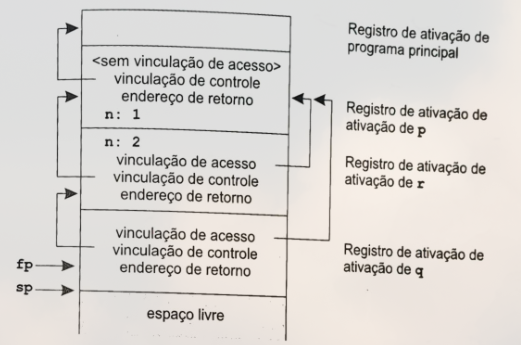 Registro de ativação de
programa principal
<sem vinculação de acesso>
vinculação de controle
endereço de retorno
n: 1
Registro de ativação de
ativação de p
n: 2
vinculação de acesso
vinculação de controle
endereço de retorno
Registro de ativação de
ativação de r
vinculação de acesso
vinculação de controle
endereço de retorno
Registro de ativação de
ativação de q
fp
sp
espaço livre